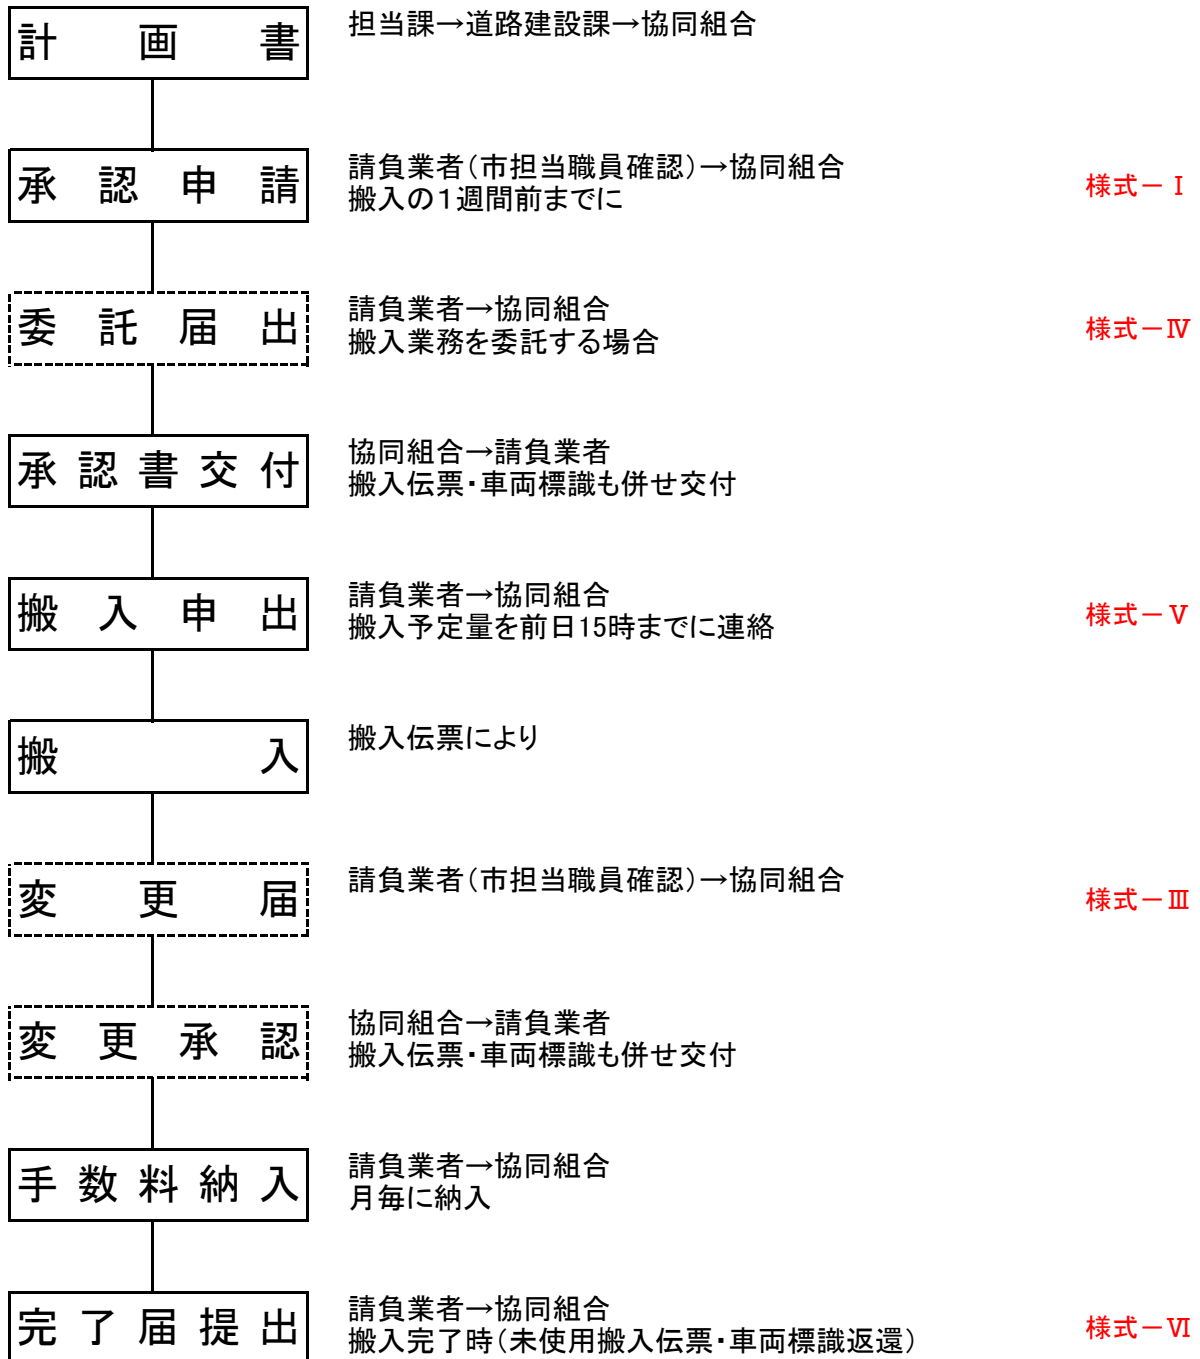 計画書
担当課→道路建設課→協同組合
承認申請
請負業者（市担当職員確認）→協同組合
搬入の１週間前までに
様式－Ⅰ
委託届出
請負業者→協同組合
搬入業務を委託する場合
様式－Ⅳ
承認書交付
協同組合→請負業者
搬入伝票・車両標識も併せ交付
搬入申出
請負業者→協同組合
搬入予定量を前日15時までに連絡
様式－Ⅴ
搬入
搬入伝票により
変更届
請負業者（市担当職員確認）→協同組合
様式－Ⅲ
変更承認
協同組合→請負業者
搬入伝票・車両標識も併せ交付
手数料納入
請負業者→協同組合
月毎に納入
完了届提出
請負業者→協同組合
搬入完了時（未使用搬入伝票・車両標識返還）
様式－Ⅵ